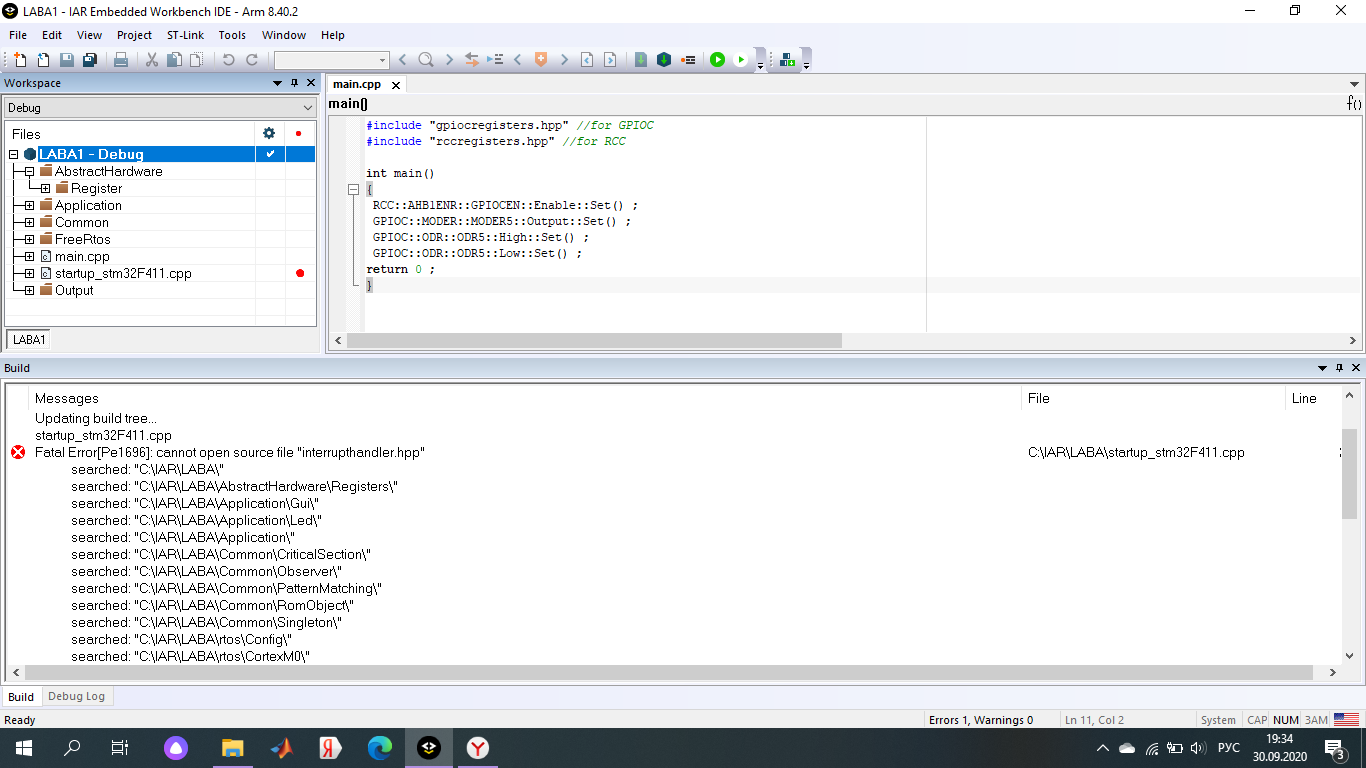 LABA1 - IAR Embedded Workbench IDE - Arm 8.40.2
File Edit View Project ST-Link Tools Window Help
Workspace
main.cpp
Debug
main()
f()
Files
LABA1 - Debug
AbstractHardware
Register
Application
Common
FreeRtos
main.cpp
startup_stm32F411.cpp
Output
LABA1
#include "gpiocregisters.hpp" //for GPIOC
#include "rccregisters.hpp" //for RCC
int main()
{
RCC::AHB1ENR::GPIOCEN::Enable::Set() ;
GPIOC::MODER::MODER5::Output::Set() ;
GPIOC::ODR::ODR5::High::Set() ;
GPIOC::ODR::ODR5::Low::Set() ;
return 0 ;
}
Build
Messages File Line
Updating build tree...
startup_stm32F411.cpp
Fatal Error[Pe1696]: cannot open source file "interrupthandler.hpp" C:\IAR\LABA\startup_stm32F411.cpp
searched: "C:\IAR\LABA\"
searched: "C:\IAR\LABA\AbstractHardware\Registers\"
searched: "C:\IAR\LABA\Application\Gui\"
searched: "C:\IAR\LABA\Application\Led\"
searched: "C:\IAR\LABA\Application\"
searched: "C:\IAR\LABA\Common\CriticalSection\"
searched: "C:\IAR\LABA\Common\Observer\"
searched: "C:\IAR\LABA\Common\PatternMatching\"
searched: "C:\IAR\LABA\Common\RomObject\"
searched: "C:\IAR\LABA\Common\Singleton\"
searched: "C:\IAR\LABA\rtos\Config\"
searched: "C:\IAR\LABA\rtos\CortexM0\"
Build Debug Log
Ready Errors 1, Warnings 0 Ln 11, Col 2 System CAP NUM ЗАМ
РУС 19:34
30.09.2020 3